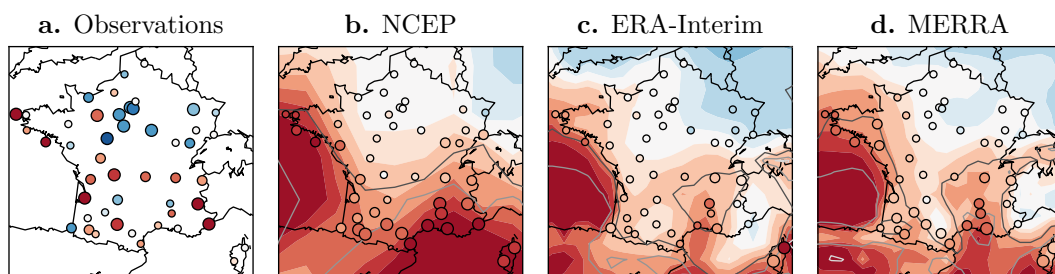 a. Observations
b. NCEP
c. ERA-Interim
d. MERRA